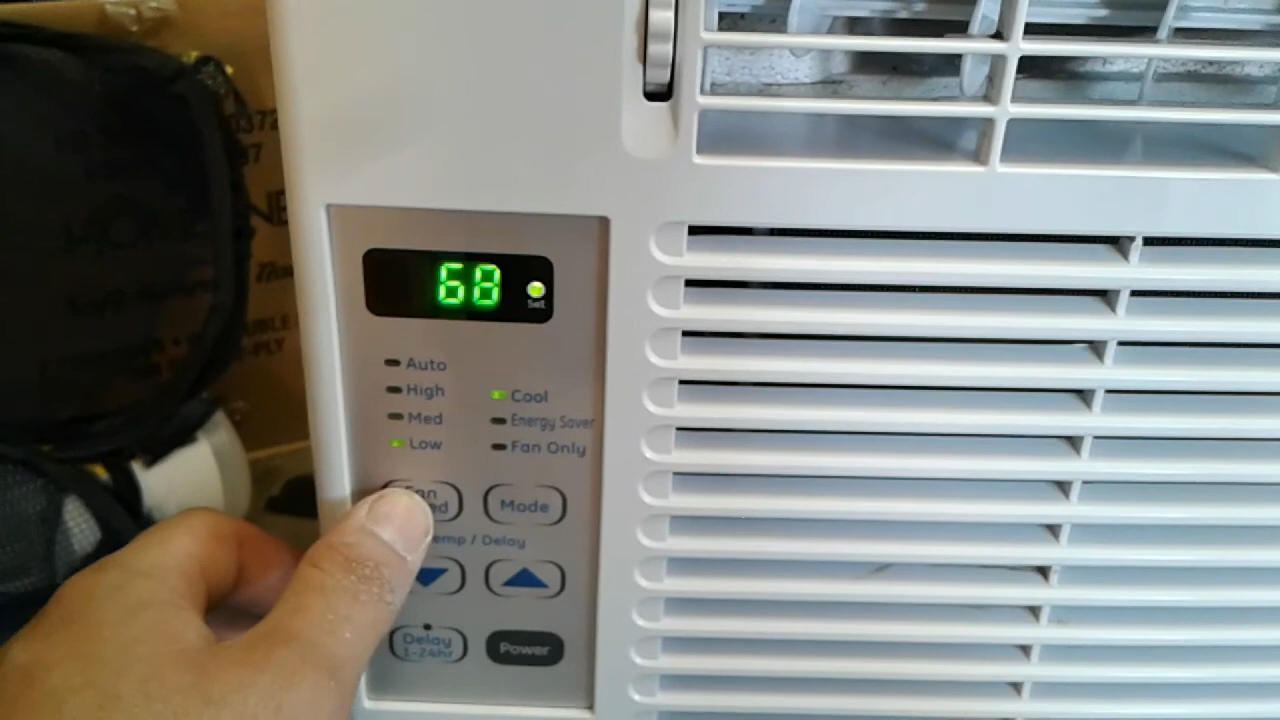 68
Set
Auto
High
Med
Low
Cool
Energy Saver
Fan Only
Mode
Temp / Delay
Delay
1-24hr
Power